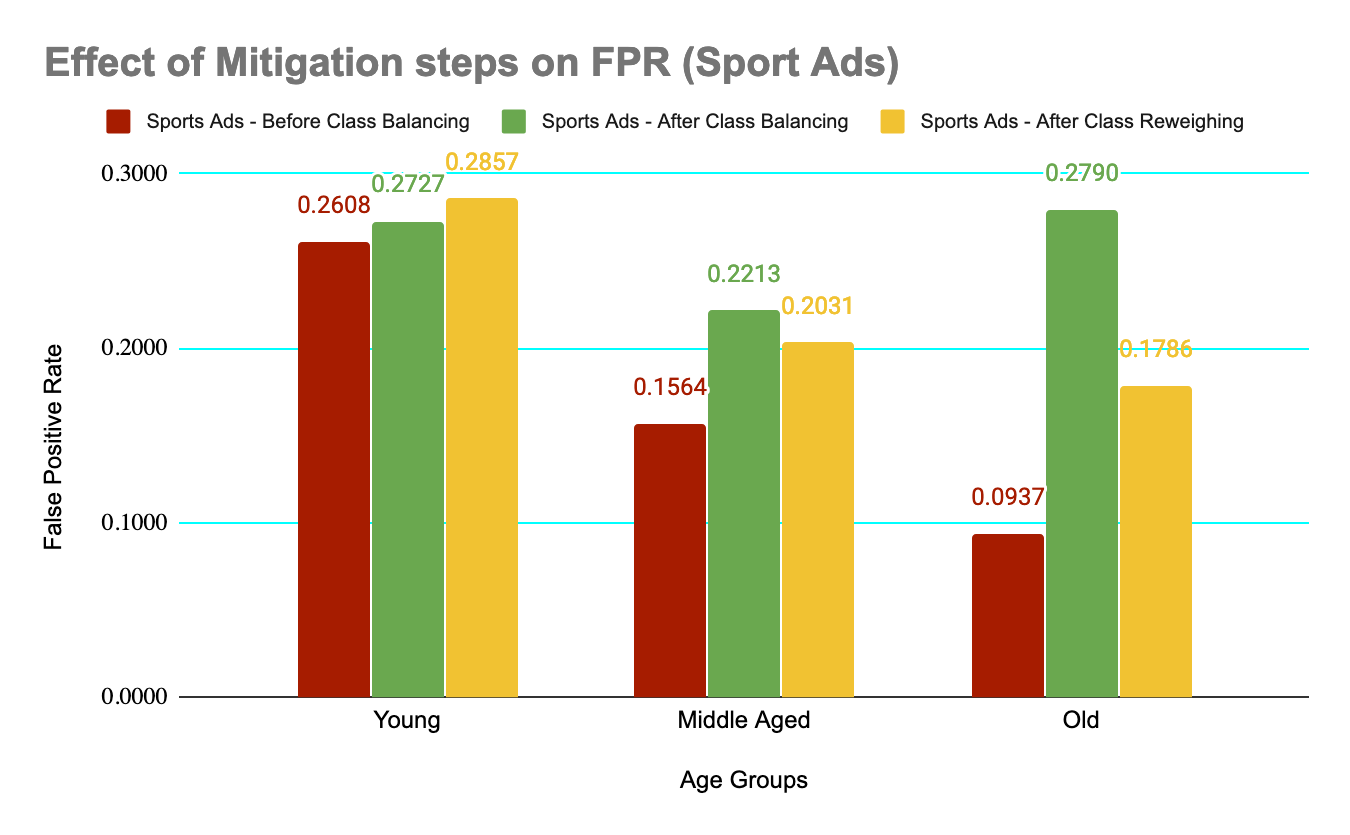 Effect of Mitigation steps on FPR (Sport Ads)
Sports Ads - Before Class Balancing Sports Ads - After Class Balancing Sports Ads - After Class Reweighing
0.3000
0.2000
0.1000
0.0000
False Positive Rate
0.2608 0.2727 0.2857
0.1564 0.2213 0.2031
0.0937 0.2790 0.1786
Young Middle Aged Old
Age Groups